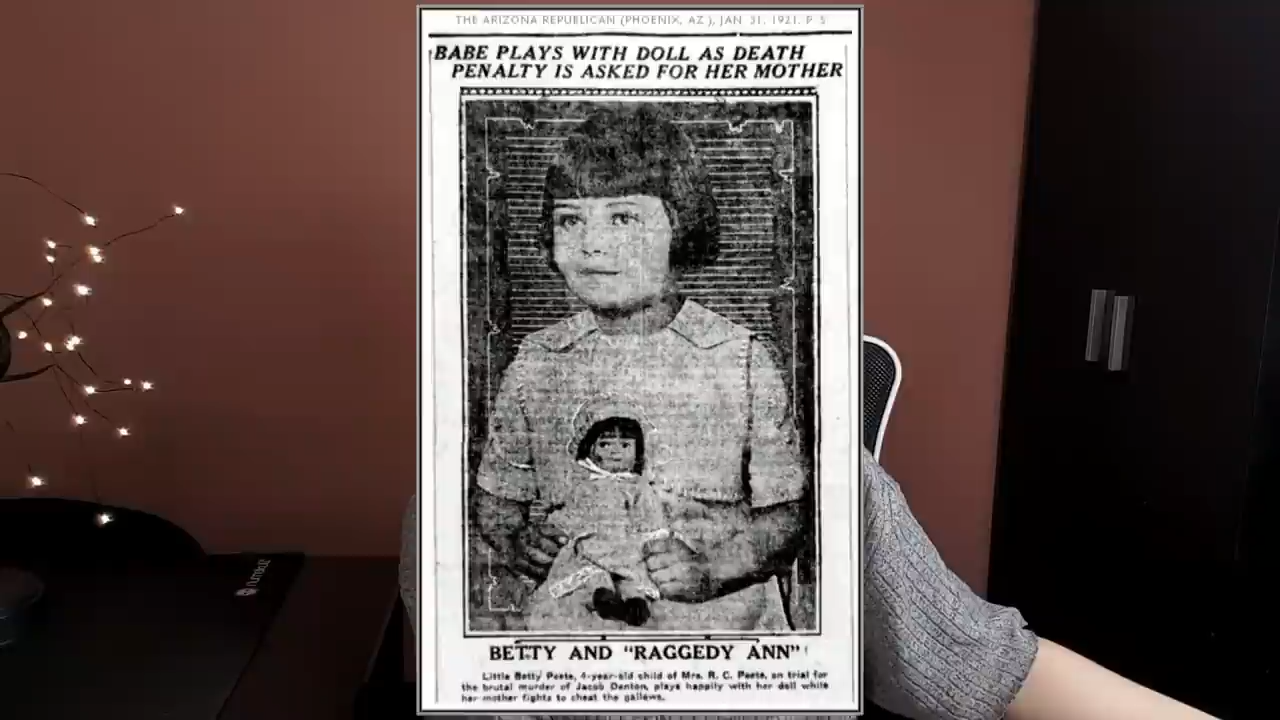 THE ARIZONA REPUBLICAN (PHOENIX, AZ), JAN 31, 1921, P 5
BABE PLAYS WITH DOLL AS DEATH
PENALTY IS ASKED FOR HER MOTHER
BETTY AND "RAGGEDY ANN"
Little Betty Peete, 4-year-old child of Mrs. R. C. Peete, on trial for
the brutal murder of Jacob Denton, plays happily with her doll while
her mother fights to cheat the gallows.